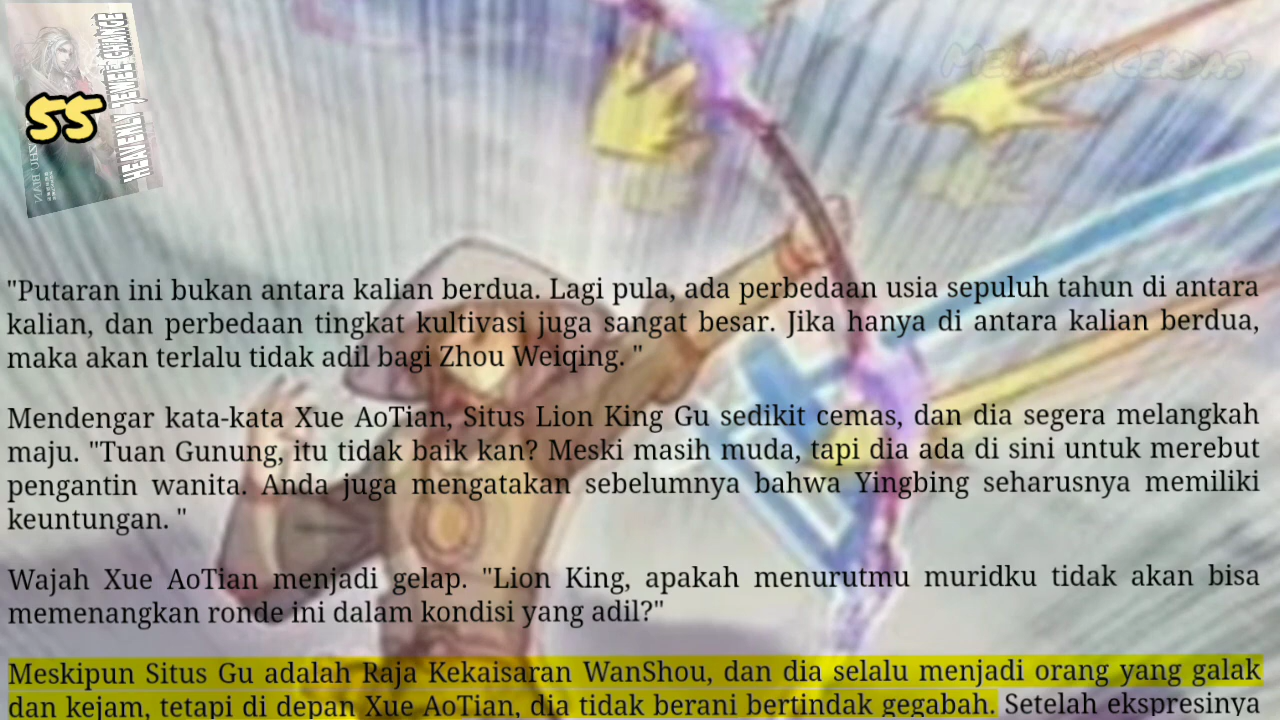 HEAVENLY JEWEL CHANGE
55
Melang Cerdas
"Putaran ini bukan antara kalian berdua. Lagi pula, ada perbedaan usia sepuluh tahun di antara
kalian, dan perbedaan tingkat kultivasi juga sangat besar. Jika hanya di antara kalian berdua,
maka akan terlalu tidak adil bagi Zhou Weiqing. "
Mendengar kata-kata Xue AoTian, Situs Lion King Gu sedikit cemas, dan dia segera melangkah
maju. "Tuan Gunung, itu tidak baik kan? Meski masih muda, tapi dia ada di sini untuk merebut
pengantin wanita. Anda juga mengatakan sebelumnya bahwa Yingbing seharusnya memiliki
keuntungan. "
Wajah Xue AoTian menjadi gelap. "Lion King, apakah menurutmu muridku tidak akan bisa
memenangkan ronde ini dalam kondisi yang adil?"
Meskipun Situs Gu adalah Raja Kekaisaran WanShou, dan dia selalu menjadi orang yang galak
dan kejam, tetapi di depan Xue AoTian, dia tidak berani bertindak gegabah. Setelah ekspresinya